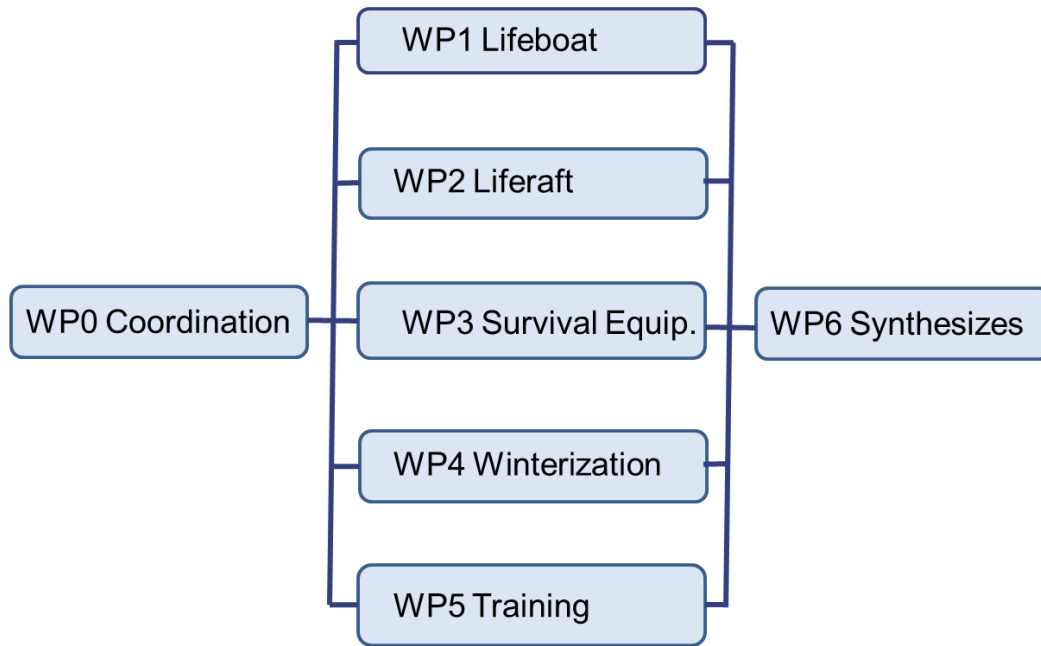 WP1 Lifeboat
WP2 Liferaft
WP0 Coordination
WP3 Survival Equip.
WP6 Synthesizes
WP4 Winterization
WP5 Training